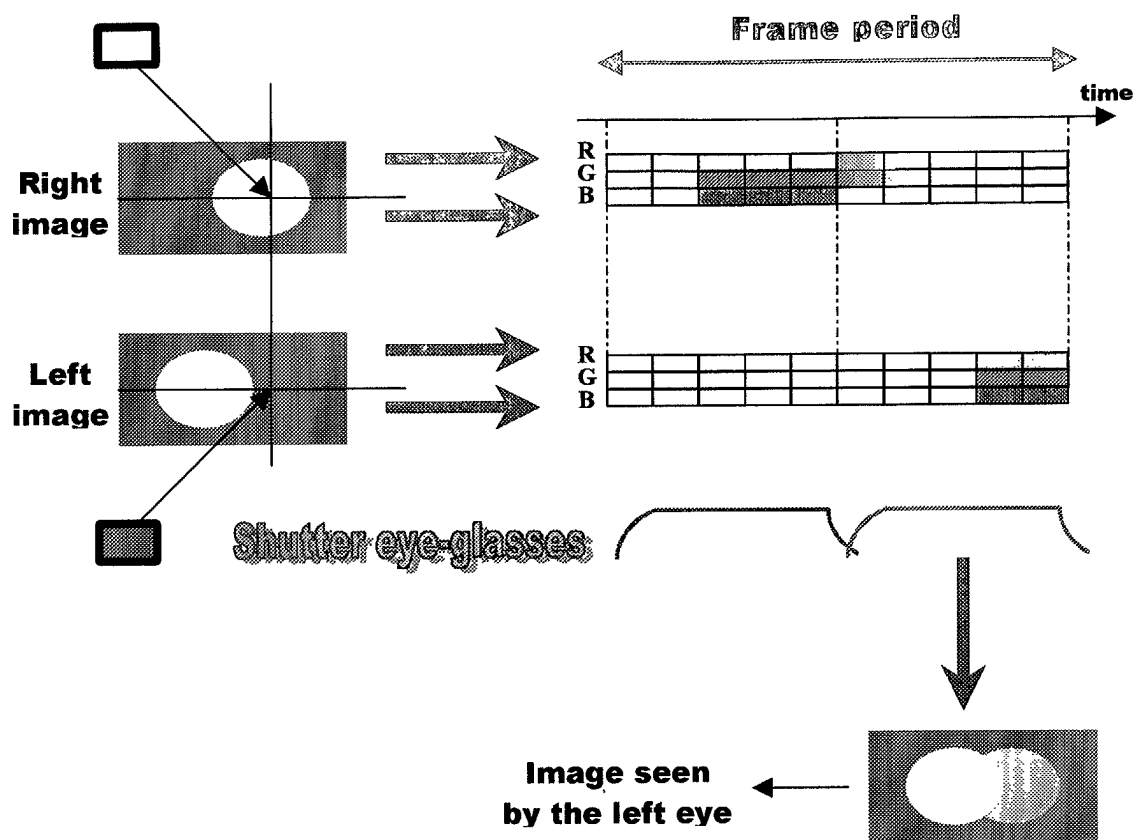 Frame period
time
R
G
B
Right
image
R
G
B
Left
image
Shutter eye-glasses
Image seen
by the left eye